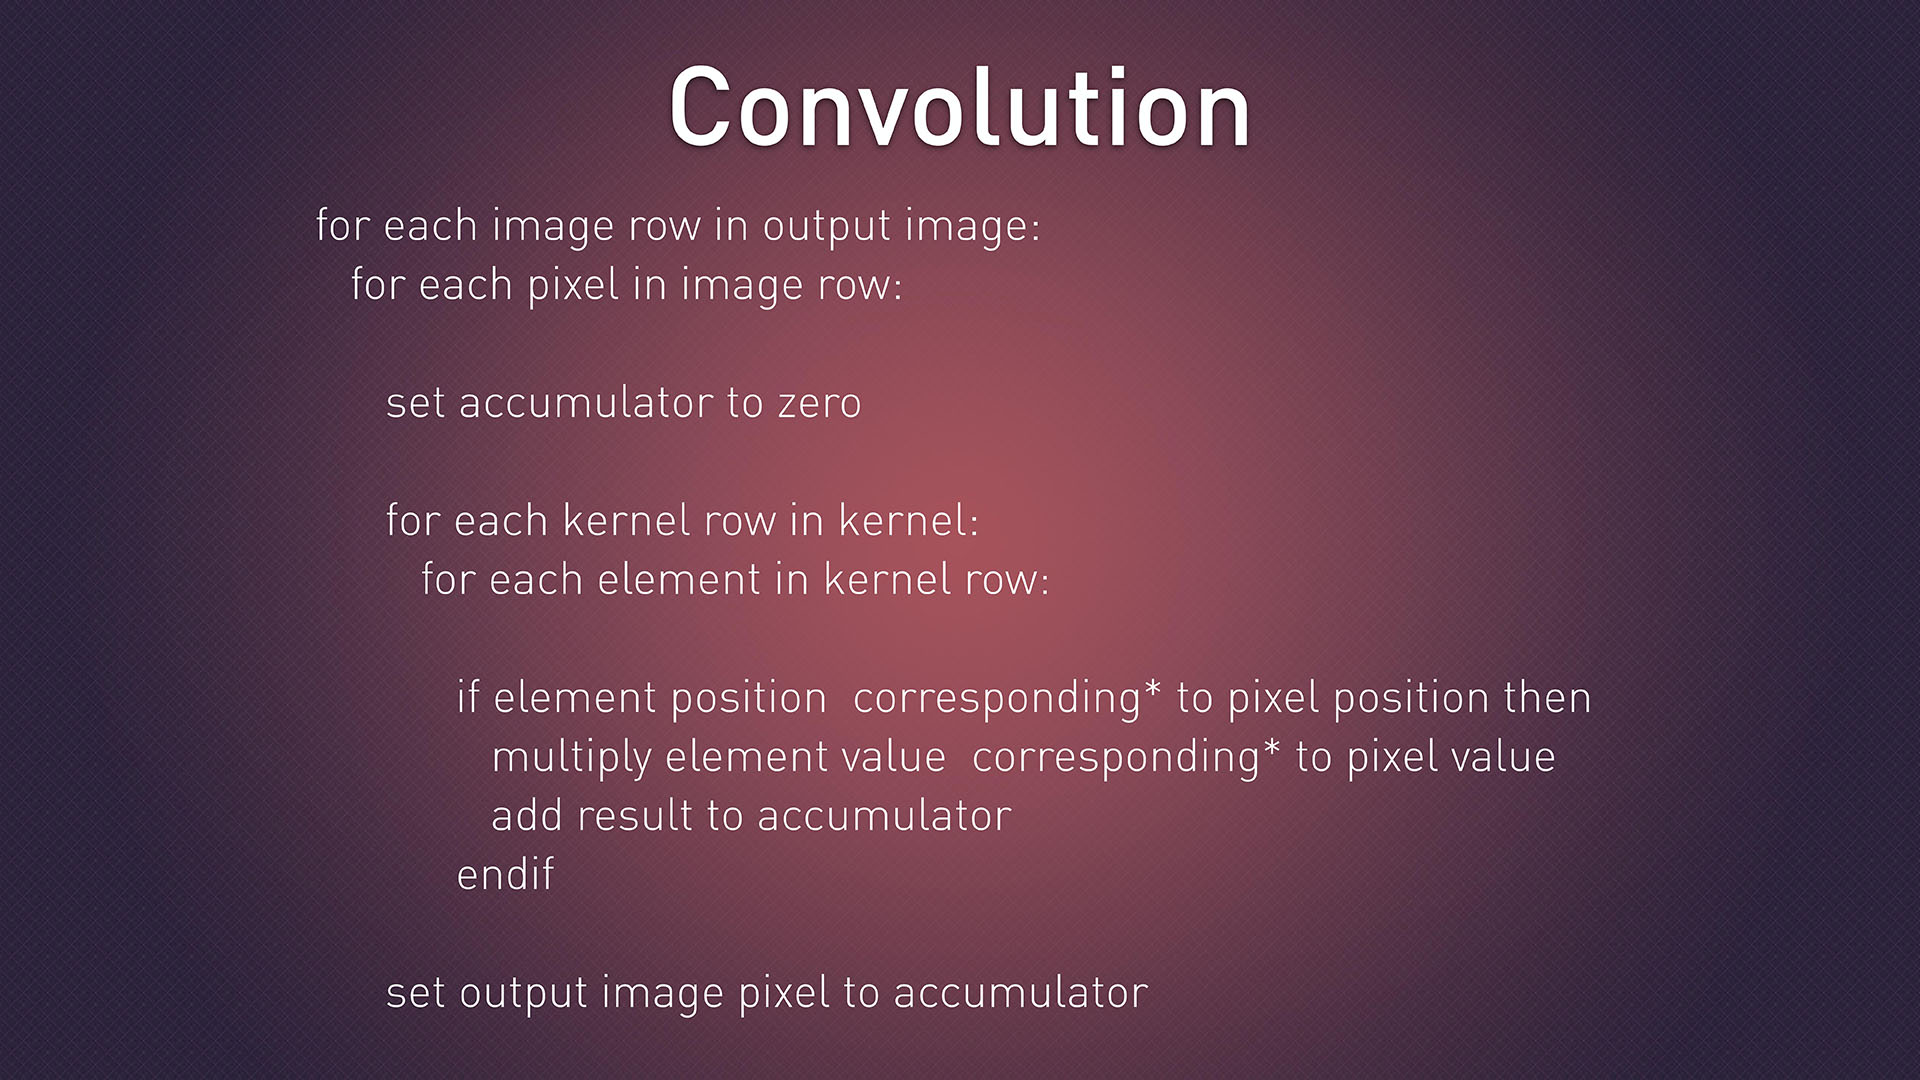 Convolution
for each image row in output image:
for each pixel in image row:
set accumulator to zero
for each kernel row in kernel:
for each element in kernel row:
if element position  corresponding* to pixel position then
multiply element value  corresponding* to pixel value
add result to accumulator
endif
set output image pixel to accumulator